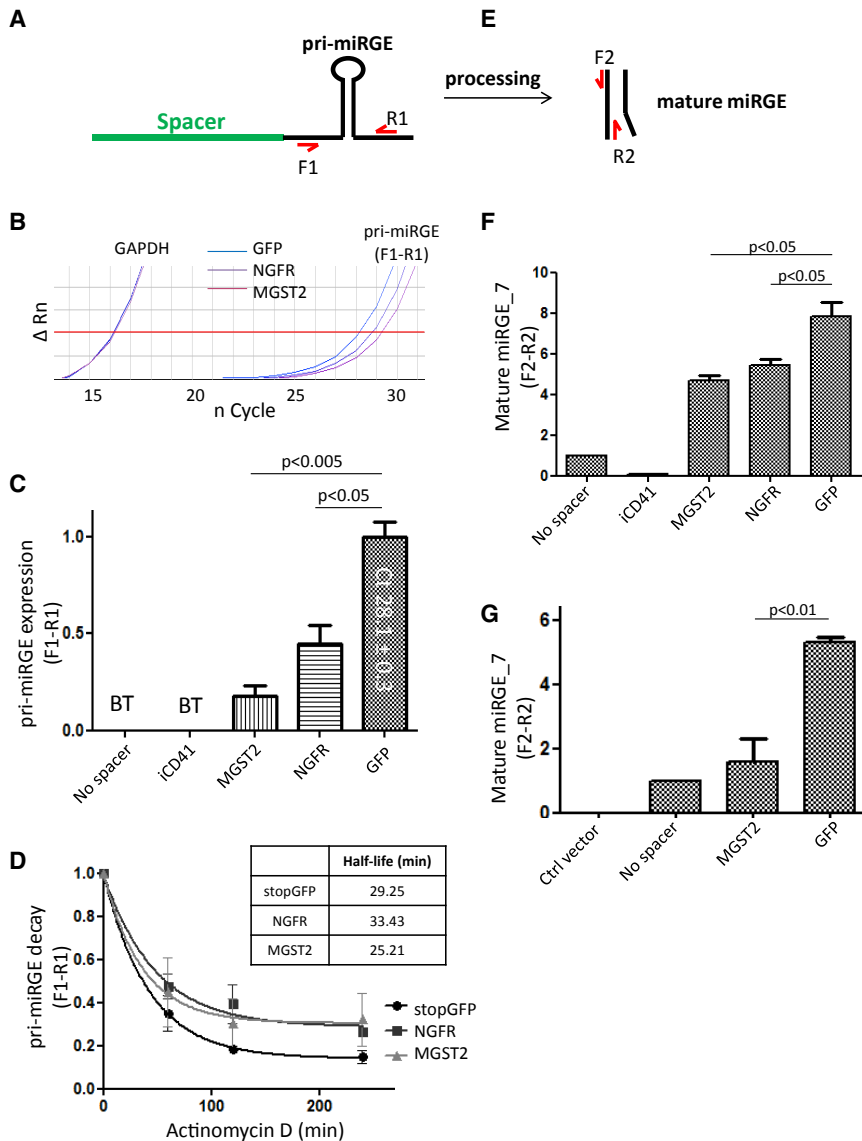 A
pri-miRGE
Spacer
F1
R1
processing
E
F2
R2
mature miRGE
B
GAPDH
GFP
NGFR
MGST2
pri-miRGE
(F1-R1)
Δ Rn
15
20
25
30
n Cycle
C
p<0.005
p<0.05
pri-miRGE expression
(F1-R1)
1.0
0.5
0.0
BT
BT
Ct 28.1 ± 0.3
No spacer
iCD41
MGST2
NGFR
GFP
D
Half-life (min)
stopGFP
29.25
NGFR
33.43
MGST2
25.21
pri-miRGE decay
(F1-R1)
1.0
0.8
0.6
0.4
0.2
0
0
100
200
Actinomycin D (min)
stopGFP
NGFR
MGST2
F
p<0.05
p<0.05
Mature miRGE_7
(F2-R2)
10
8
6
4
2
0
No spacer
iCD41
MGST2
NGFR
GFP
G
p<0.01
Mature miRGE_7
(F2-R2)
6
4
2
0
Ctrl vector
No spacer
MGST2
GFP